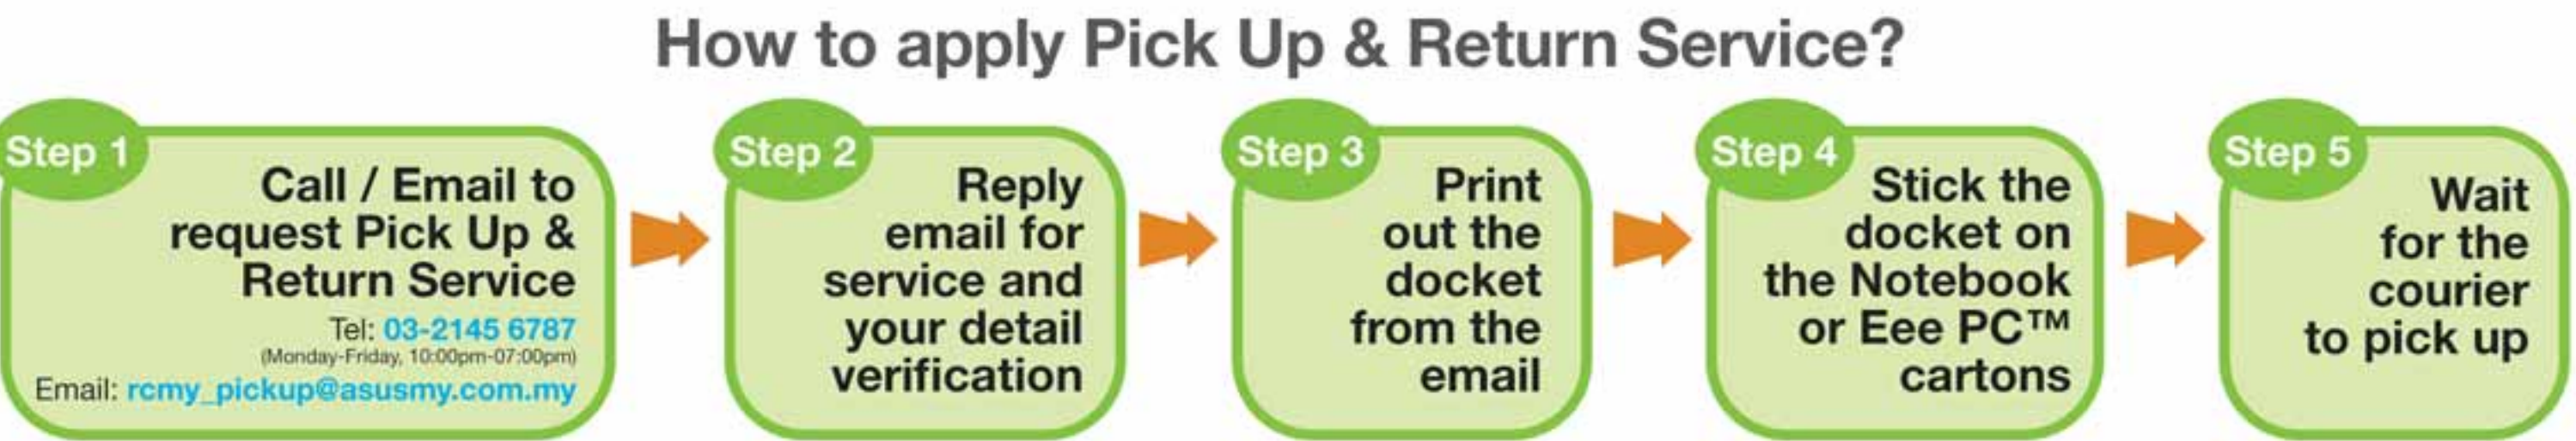 How to apply Pick Up & Return Service?
Step 1
Call / Email to
request Pick Up &
Return Service
Tel: 03-2145 6787
(Monday-Friday, 10:00pm-07:00pm)
Email: rcmy_pickup@asusmy.com.my
Step 2
Reply
email for
service and
your detail
verification
Step 3
Print
out the
docket
from the
email
Step 4
Stick the
docket on
the Notebook
or Eee PC™
cartons
Step 5
Wait
for the
courier
to pick up